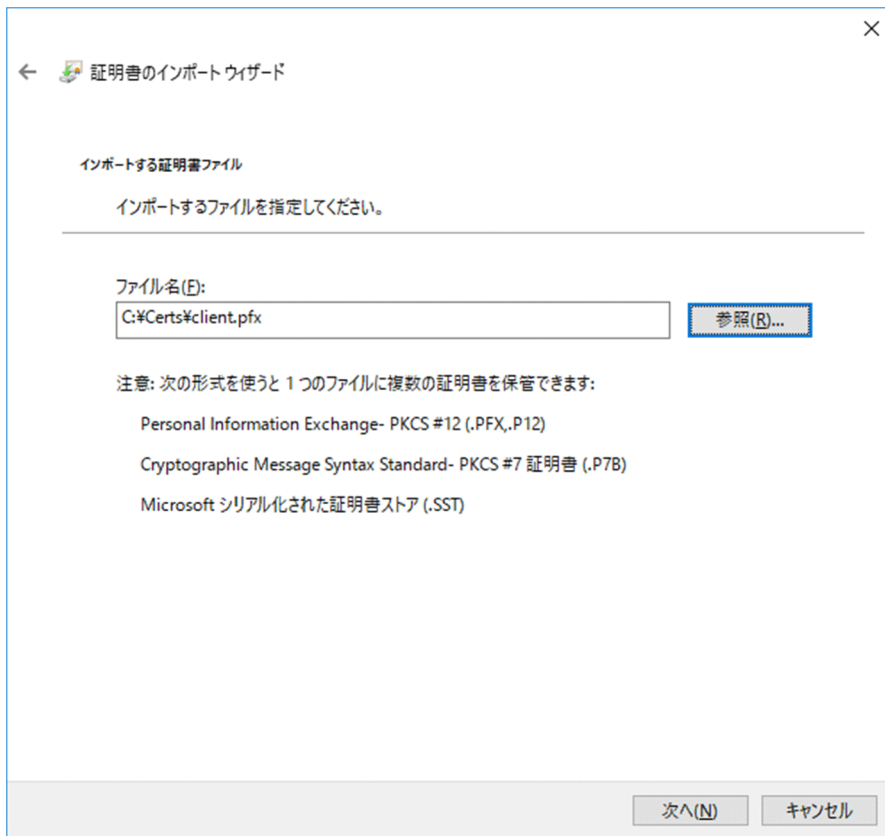 証明書のインポート ウィザード
インポートする証明書ファイル
インポートするファイルを指定してください。
ファイル名(F):
C:¥Certs¥client.pfx
参照(R)...
注意: 次の形式を使うと 1 つのファイルに複数の証明書を保管できます:
Personal Information Exchange- PKCS #12 (.PFX,.P12)
Cryptographic Message Syntax Standard- PKCS #7 証明書 (.P7B)
Microsoft シリアル化された証明書ストア (.SST)
次へ(N)
キャンセル